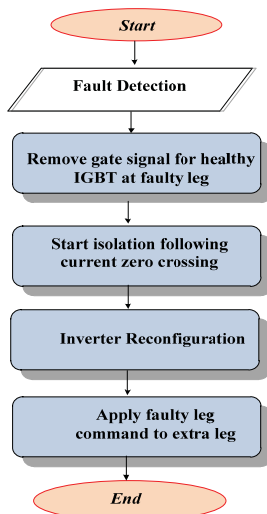 Start
Fault Detection
Remove gate signal for healthy
IGBT at faulty leg
Start isolation following
current zero crossing
Inverter Reconfiguration
Apply faulty leg
command to extra leg
End